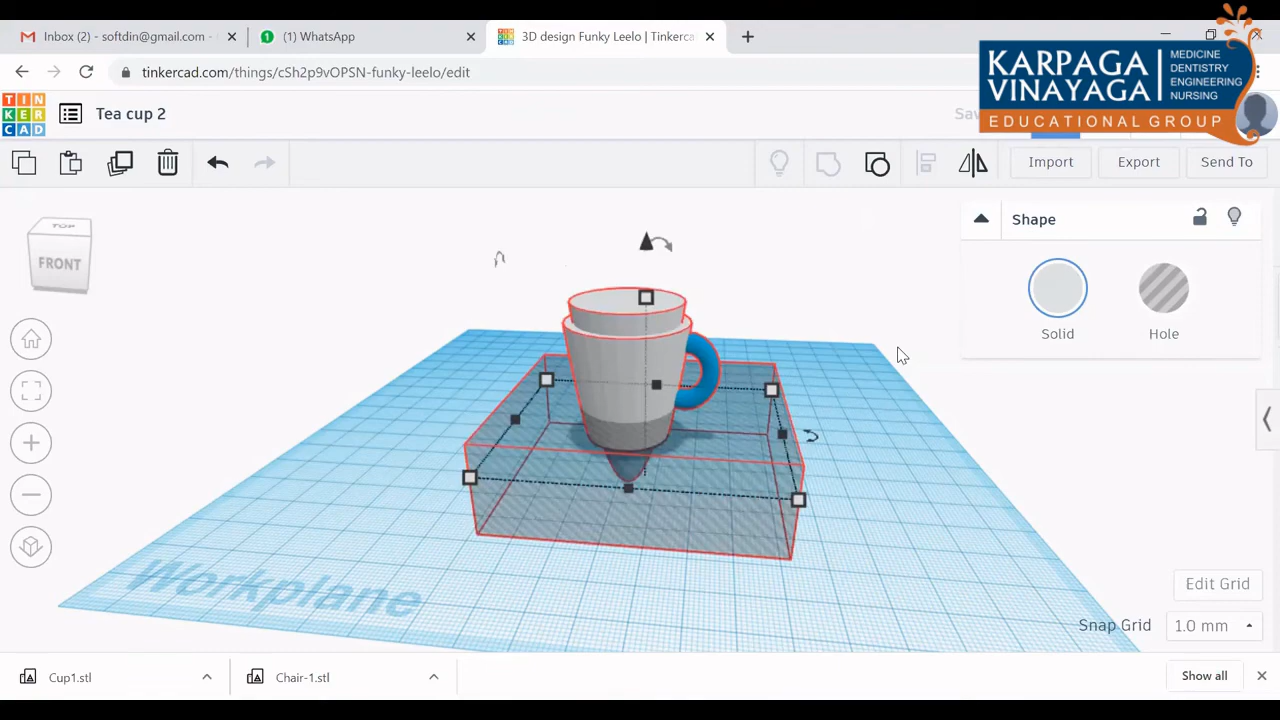 Inbox (2) - softdin@gmail.com -
(1) WhatsApp
3D design Funky Leelo | Tinkerca
tinkercad.com/things/cSh2p9vOPSN-funky-leelo/edit
KARPAGA
VINAYAGA
MEDICINE
DENTISTRY
ENGINEERING
NURSING
EDUCATIONAL GROUP
TIN
KER
CAD
Tea cup 2
Import
Export
Send To
TOP
FRONT
Shape
Solid
Hole
Workplane
Edit Grid
Snap Grid
1.0 mm
Cup1.stl
Chair-1.stl
Show all